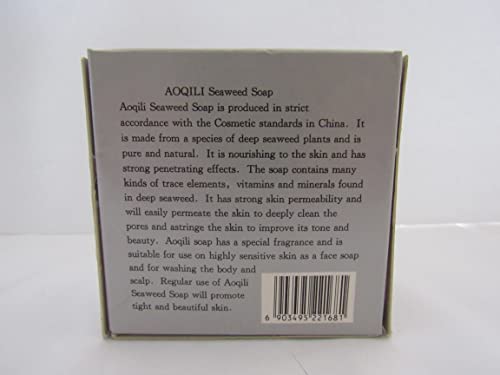 AOQILI Seaweed Soap
Aoqili Seaweed Soap is produced in strict
accordance with the Cosmetic standards in China. It
is made from a species of deep seaweed plants and is
pure and natural. It is nourishing to the skin and has
strong penetrating effects. The soap contains many
kinds of trace elements, vitamins and minerals found
in deep seaweed. It has strong skin permeability and
will easily permeate the skin to deeply clean the
pores and astringe the skin to improve its tone and
beauty. Aoqili soap has a special fragrance and is
suitable for use on highly sensitive skin as a face soap
and for washing the body and
scalp. Regular use of Aoqili
Seaweed Soap will promote
tight and beautiful skin.
6 903495 221681